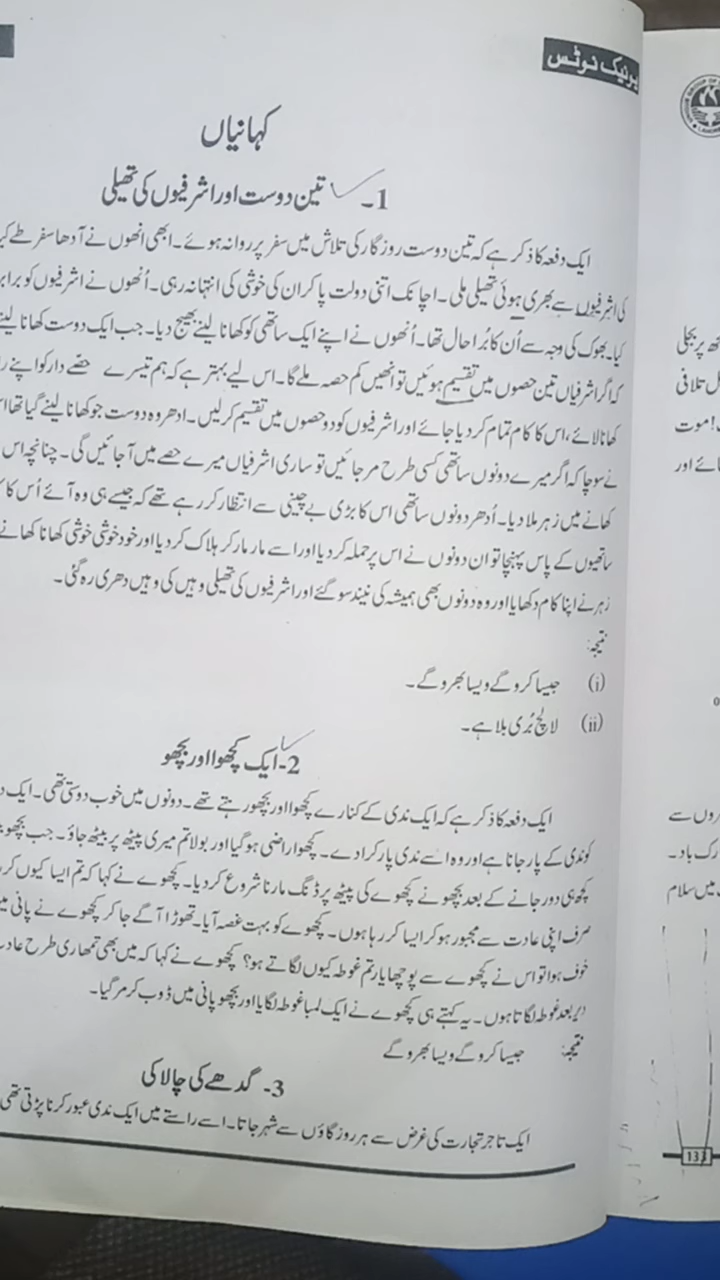 یونیک نوٹس
کہانیاں
1۔ تین دوست اور اشرفیوں کی تھیلی
ایک دفعہ کا ذکر ہے کہ تین دوست روزگار کی تلاش میں سفر پر روانہ ہوئے۔ ابھی انھوں نے آدھا سفر طے
کی اشرفیوں سے بھری ہوئی تھیلی ملی۔ اچانک اتنی دولت پا کر ان کی خوشی کی انتہا نہ رہی۔ اُنھوں نے اشرفیوں کو برابر
کیا۔ بھوک کی وجہ سے اُن کا بُرا حال تھا۔ اُنھوں نے اپنے ایک ساتھی کو کھانا لینے بھیج دیا۔ جب ایک دوست کھانا لینے
کہ اگر اشرفیاں تین حصوں میں تقسیم ہوئیں تو انھیں کم حصہ ملے گا۔ اس لیے بہتر ہے کہ ہم تیسرے حصّے دار کو اپنے
کھانا لائے، اس کا کام تمام کر دیا جائے اور اشرفیوں کو دو حصوں میں تقسیم کر لیں۔ ادھر وہ دوست جو کھانا لینے گیا تھا
نے سوچا کہ اگر میرے دونوں ساتھی کسی طرح مر جائیں تو ساری اشرفیاں میرے حصے میں آ جائیں گی۔ چنانچہ اس
کھانے میں زہر ملا دیا۔ اُدھر دونوں ساتھی اس کا بڑی بے چینی سے انتظار کر رہے تھے کہ جیسے ہی وہ آئے اُس کا
ساتھیوں کے پاس پہنچا تو ان دونوں نے اس پر حملہ کر دیا اور اسے مار مار کر ہلاک کر دیا اور خود خوشی خوشی کھانا کھانے
زہر نے اپنا کام دکھایا اور وہ دونوں بھی ہمیشہ کی نیند سو گئے اور اشرفیوں کی تھیلی وہیں کی وہیں دھری رہ گئی۔
نتیجہ:
(i) جیسا کرو گے ویسا بھرو گے۔
(ii) لالچ بُری بلا ہے۔
2۔ ایک کچھوا اور بچھو
ایک دفعہ کا ذکر ہے کہ ایک ندی کے کنارے کچھوا اور بچھو رہتے تھے۔ دونوں میں خوب دوستی تھی۔ ایک
کو ندی کے پار جانا ہے اور وہ اسے ندی پار کرا دے۔ کچھوا راضی ہو گیا اور بولا تم میری پیٹھ پر بیٹھ جاؤ۔ جب بچھو
کچھ ہی دور جانے کے بعد بچھو نے کچھوے کی پیٹھ پر ڈنگ مارنا شروع کر دیا۔ کچھوے نے کہا کہ تم ایسا کیوں کر
صرف اپنی عادت سے مجبور ہو کر ایسا کر رہا ہوں۔ کچھوے کو بہت غصہ آیا۔ تھوڑا آگے جا کر کچھوے نے پانی میں
خوف ہوا تو اس نے کچھوے سے پوچھا یار تم غوطہ کیوں لگاتے ہو؟ کچھوے نے کہا کہ میں بھی تمھاری طرح
بعد غوطہ لگاتا ہوں۔ یہ کہتے ہی کچھوے نے ایک لمبا غوطہ لگایا اور بچھو پانی میں ڈوب کر مر گیا۔
نتیجہ: جیسا کرو گے ویسا بھرو گے
3۔ گدھے کی چالاکی
ایک تاجر تجارت کی غرض سے ہر روز گاؤں سے شہر جاتا۔ اسے راستے میں ایک ندی عبور کرنا پڑتی تھی
پر بجلی
تلافی
موت
ائے اور
روں سے
رک باد۔
میں سلام
133